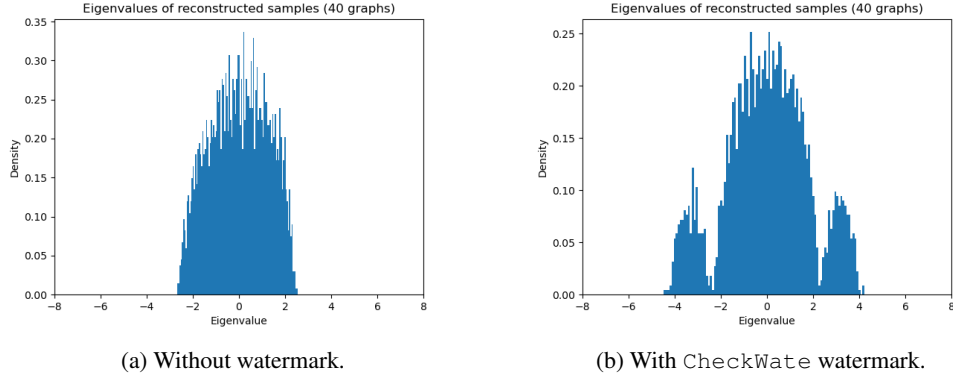 Eigenvalues of reconstructed samples (40 graphs)
0.35
0.30
0.25
0.20
0.15
0.10
0.05
0.00
Density
−8 −6 −4 −2 0 2 4 6 8
Eigenvalue
(a) Without watermark.
Eigenvalues of reconstructed samples (40 graphs)
0.25
0.20
0.15
0.10
0.05
0.00
Density
−8 −6 −4 −2 0 2 4 6 8
Eigenvalue
(b) With CheckWate watermark.